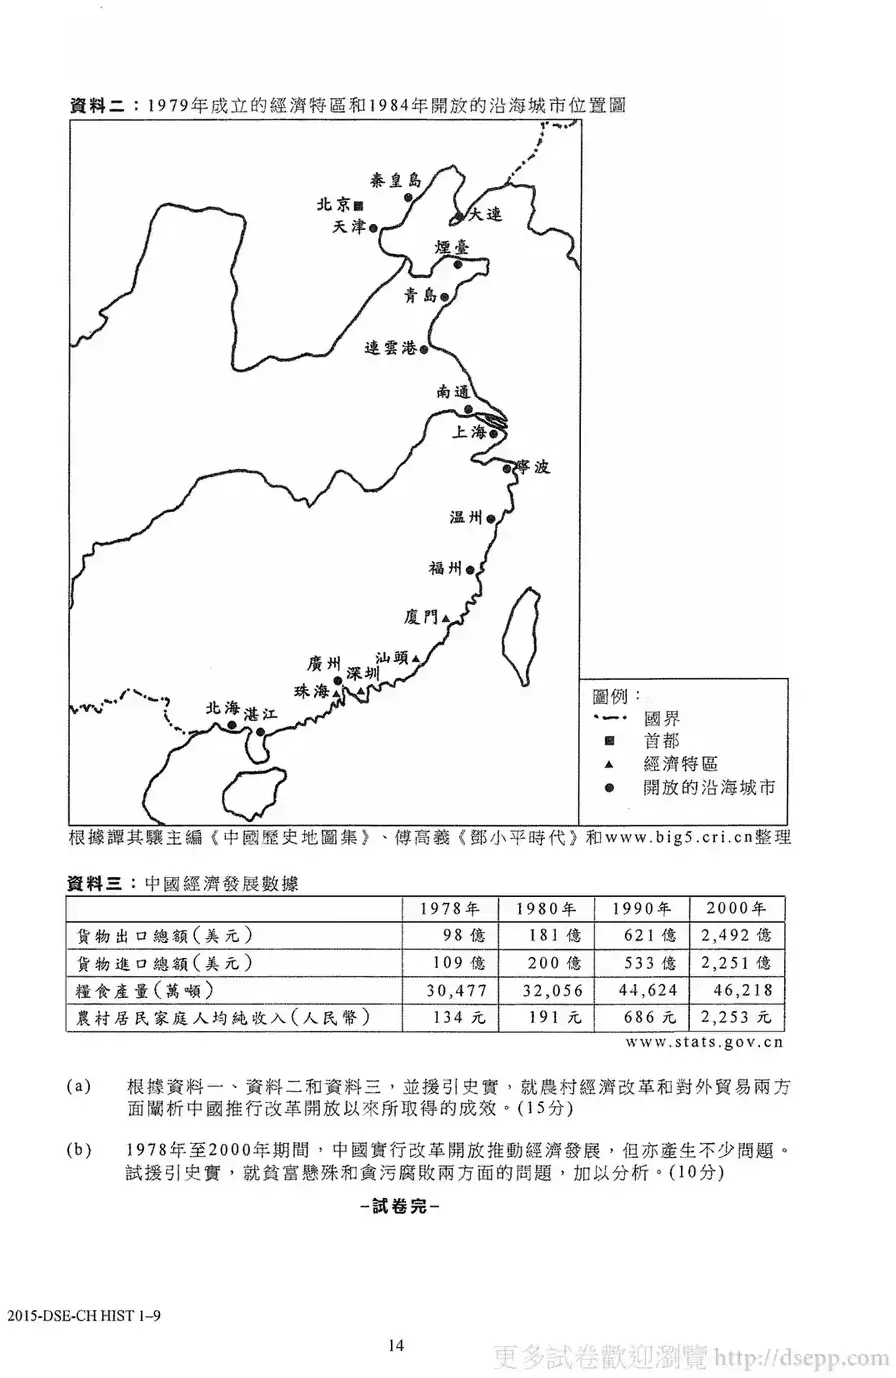 資料二：1979年成立的經濟特區和1984年開放的沿海城市位置圖
秦皇島
北京
大連
天津
煙臺
青島
連雲港
南通
上海
寧波
溫州
福州
廈門
汕頭
廣州
深圳
珠海
北海
湛江
圖例：
國界
首都
經濟特區
開放的沿海城市
根據譚其驤主編《中國歷史地圖集》、傅高義《鄧小平時代》和www.big5.cri.cn整理
資料三：中國經濟發展數據
1978年 1980年 1990年 2000年
貨物出口總額(美元) 98億 181億 621億 2,492億
貨物進口總額(美元) 109億 200億 533億 2,251億
糧食產量(萬噸) 30,477 32,056 44,624 46,218
農村居民家庭人均純收入(人民幣) 134元 191元 686元 2,253元
www.stats.gov.cn
(a) 根據資料一、資料二和資料三，並援引史實，就農村經濟改革和對外貿易兩方
面闡析中國推行改革開放以來所取得的成效。(15分)
(b) 1978年至2000年期間，中國實行改革開放推動經濟發展，但亦產生不少問題。
試援引史實，就貧富懸殊和貪污腐敗兩方面的問題，加以分析。(10分)
–試卷完–
2015-DSE-CH HIST 1–9
14
更多試卷歡迎瀏覽 http://dsepp.com